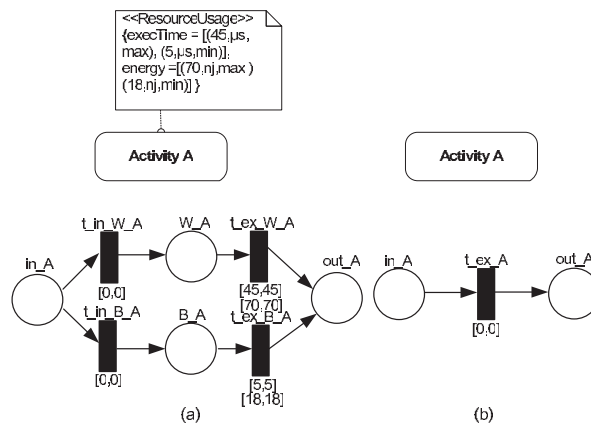 <<ResourceUsage>>
{execTime = [(45,µs,
max), (5,µs,min)],
energy =[(70,nj,max )
(18,nj,min)] }
Activity A
Activity A
t_in_W_A
W_A
t_ex_W_A
in_A
out_A
[0,0]
[45,45]
[70,70]
t_in_B_A
B_A
t_ex_B_A
[0,0]
[5,5]
[18,18]
in_A
t_ex_A
out_A
[0,0]
(a)
(b)